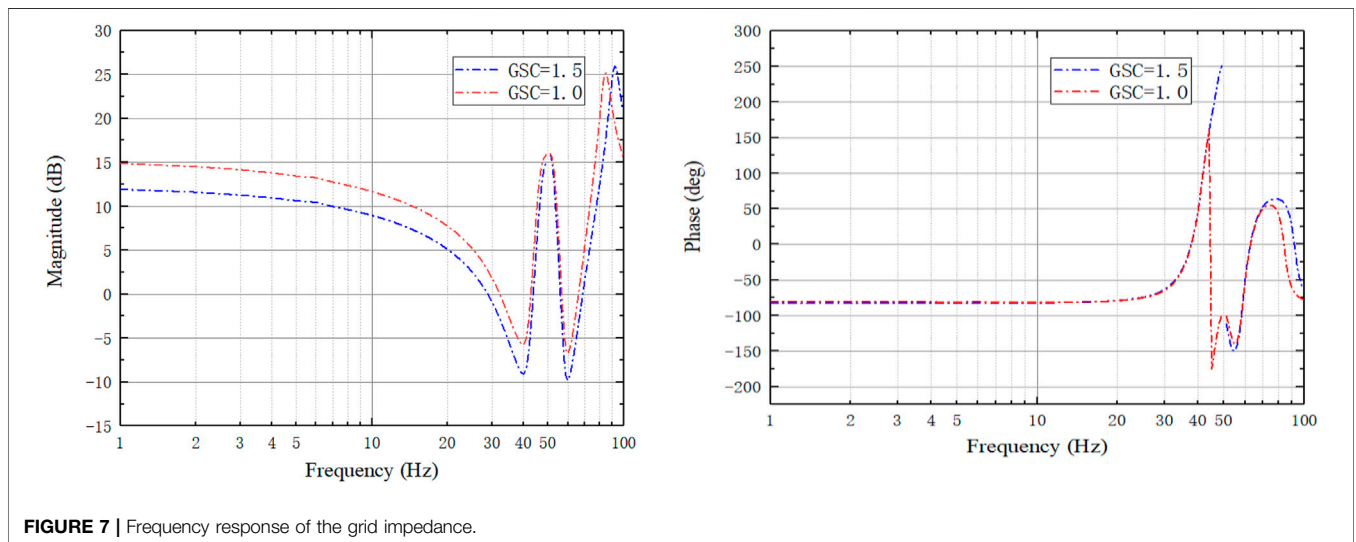 30
25
20
15
10
5
0
-5
-10
-15
Magnitude (dB)
GSC=1.5
GSC=1.0
1 2 3 4 5 10 20 30 40 50 100
Frequency (Hz)
300
250
200
150
100
50
0
-50
-100
-150
-200
Phase (deg)
GSC=1.5
GSC=1.0
1 2 3 4 5 10 20 30 40 50 100
Frequency (Hz)
FIGURE 7 | Frequency response of the grid impedance.